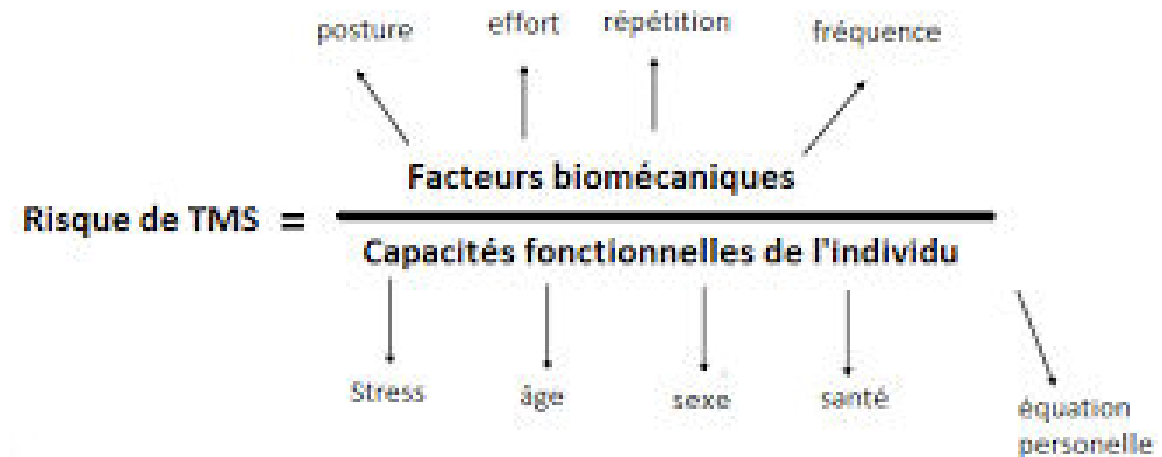 posture effort répétition fréquence
Facteurs biomécaniques
Risque de TMS =
Capacités fonctionnelles de l'individu
Stress âge sexe santé équation
personelle